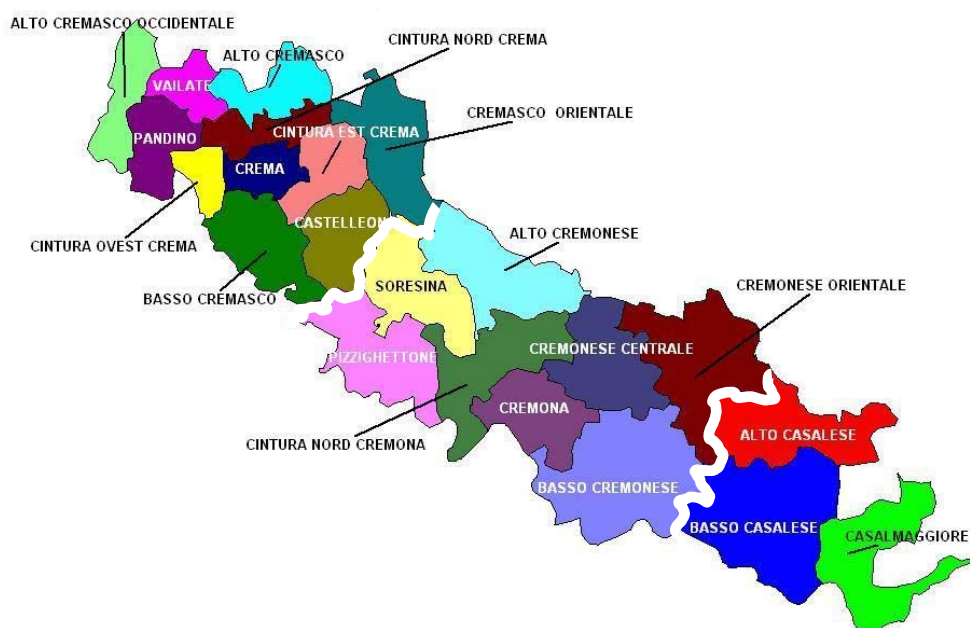 ALTO CREMASCO OCCIDENTALE
CINTURA NORD CREMA
ALTO CREMASCO
VAILATE
CREMASCO ORIENTALE
CINTURA EST CREMA
PANDINO
CREMA
CASTELLEON
ALTO CREMONESE
CINTURA OVEST CREMA
BASSO CREMASCO
SORESINA
CREMONESE ORIENTALE
CREMONESE CENTRALE
PIZZIGHETTONE
CREMONA
ALTO CASALESE
CINTURA NORD CREMONA
BASSO CREMONESE
BASSO CASALESE
CASALMAGGIORE